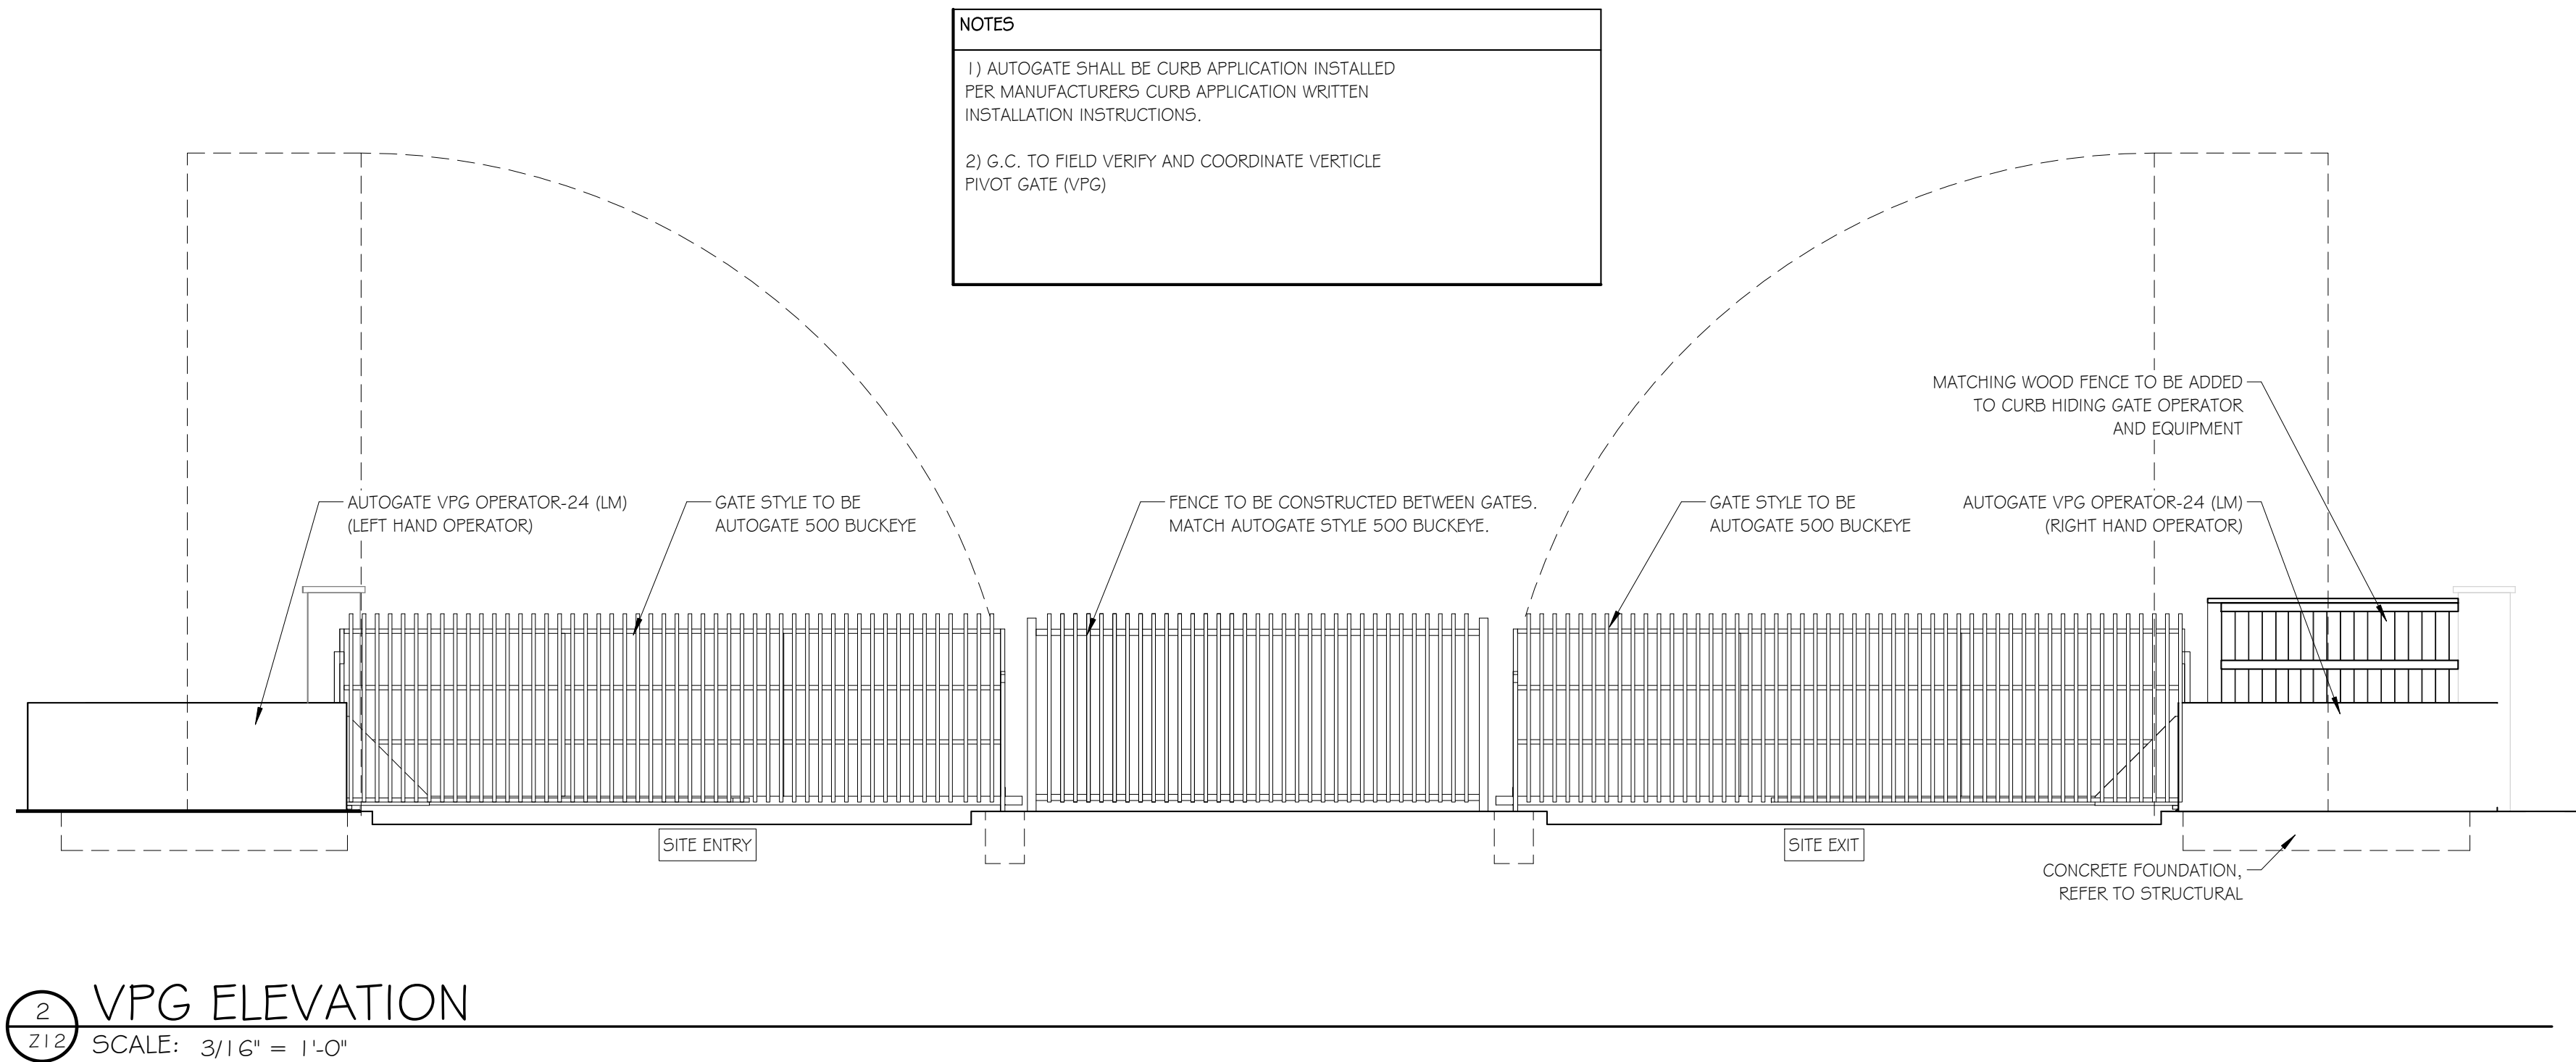 NOTES
1) AUTOGATE SHALL BE CURB APPLICATION INSTALLED
PER MANUFACTURERS CURB APPLICATION WRITTEN
INSTALLATION INSTRUCTIONS.
2) G.C. TO FIELD VERIFY AND COORDINATE VERTICLE
PIVOT GATE (VPG)
MATCHING WOOD FENCE TO BE ADDED
TO CURB HIDING GATE OPERATOR
AND EQUIPMENT
AUTOGATE VPG OPERATOR-24 (LM)
(LEFT HAND OPERATOR)
GATE STYLE TO BE
AUTOGATE 500 BUCKEYE
FENCE TO BE CONSTRUCTED BETWEEN GATES.
MATCH AUTOGATE STYLE 500 BUCKEYE.
GATE STYLE TO BE
AUTOGATE 500 BUCKEYE
AUTOGATE VPG OPERATOR-24 (LM)
(RIGHT HAND OPERATOR)
SITE ENTRY
SITE EXIT
CONCRETE FOUNDATION,
REFER TO STRUCTURAL
2
Z12
VPG ELEVATION
SCALE: 3/16" = 1'-0"